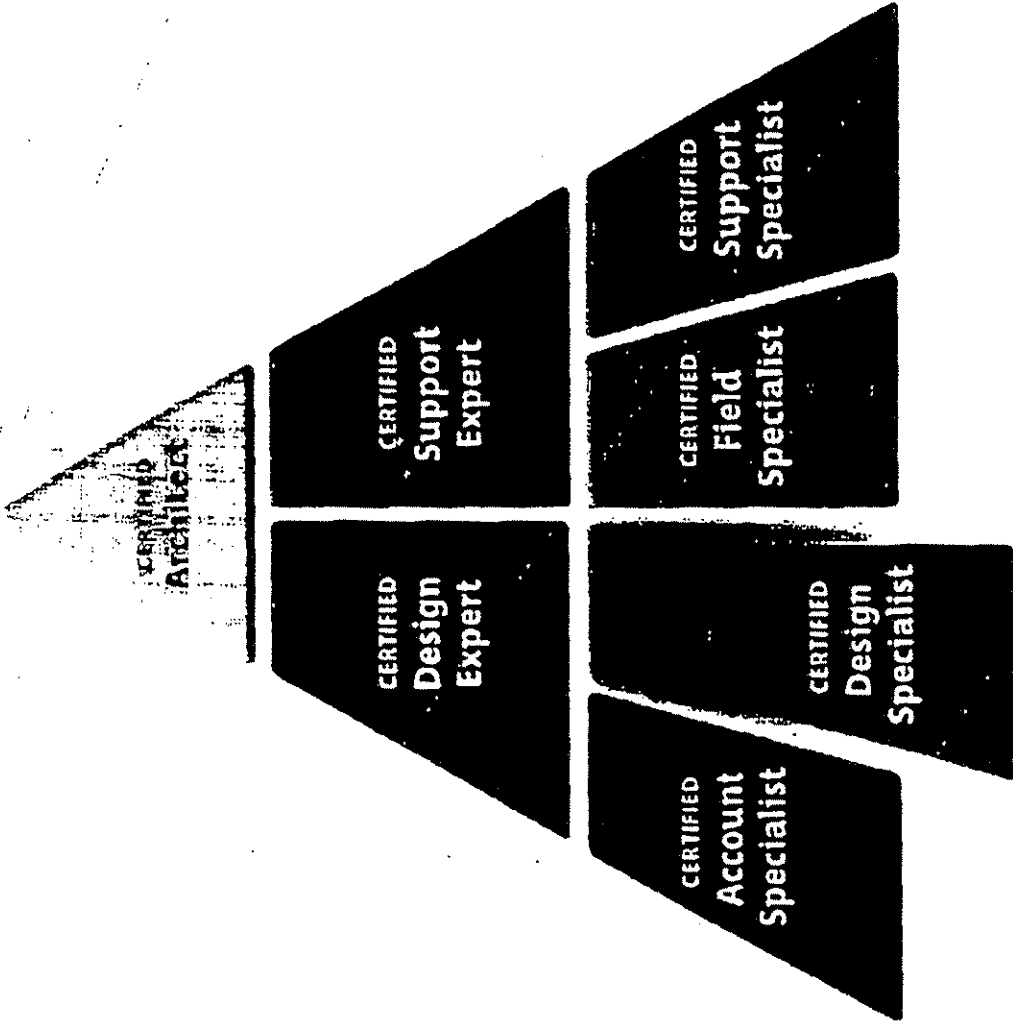 CERTIFIED
Architect
CERTIFIED
Design
Expert
CERTIFIED
Support
Expert
CERTIFIED
Account
Specialist
CERTIFIED
Design
Specialist
CERTIFIED
Field
Specialist
CERTIFIED
Support
Specialist